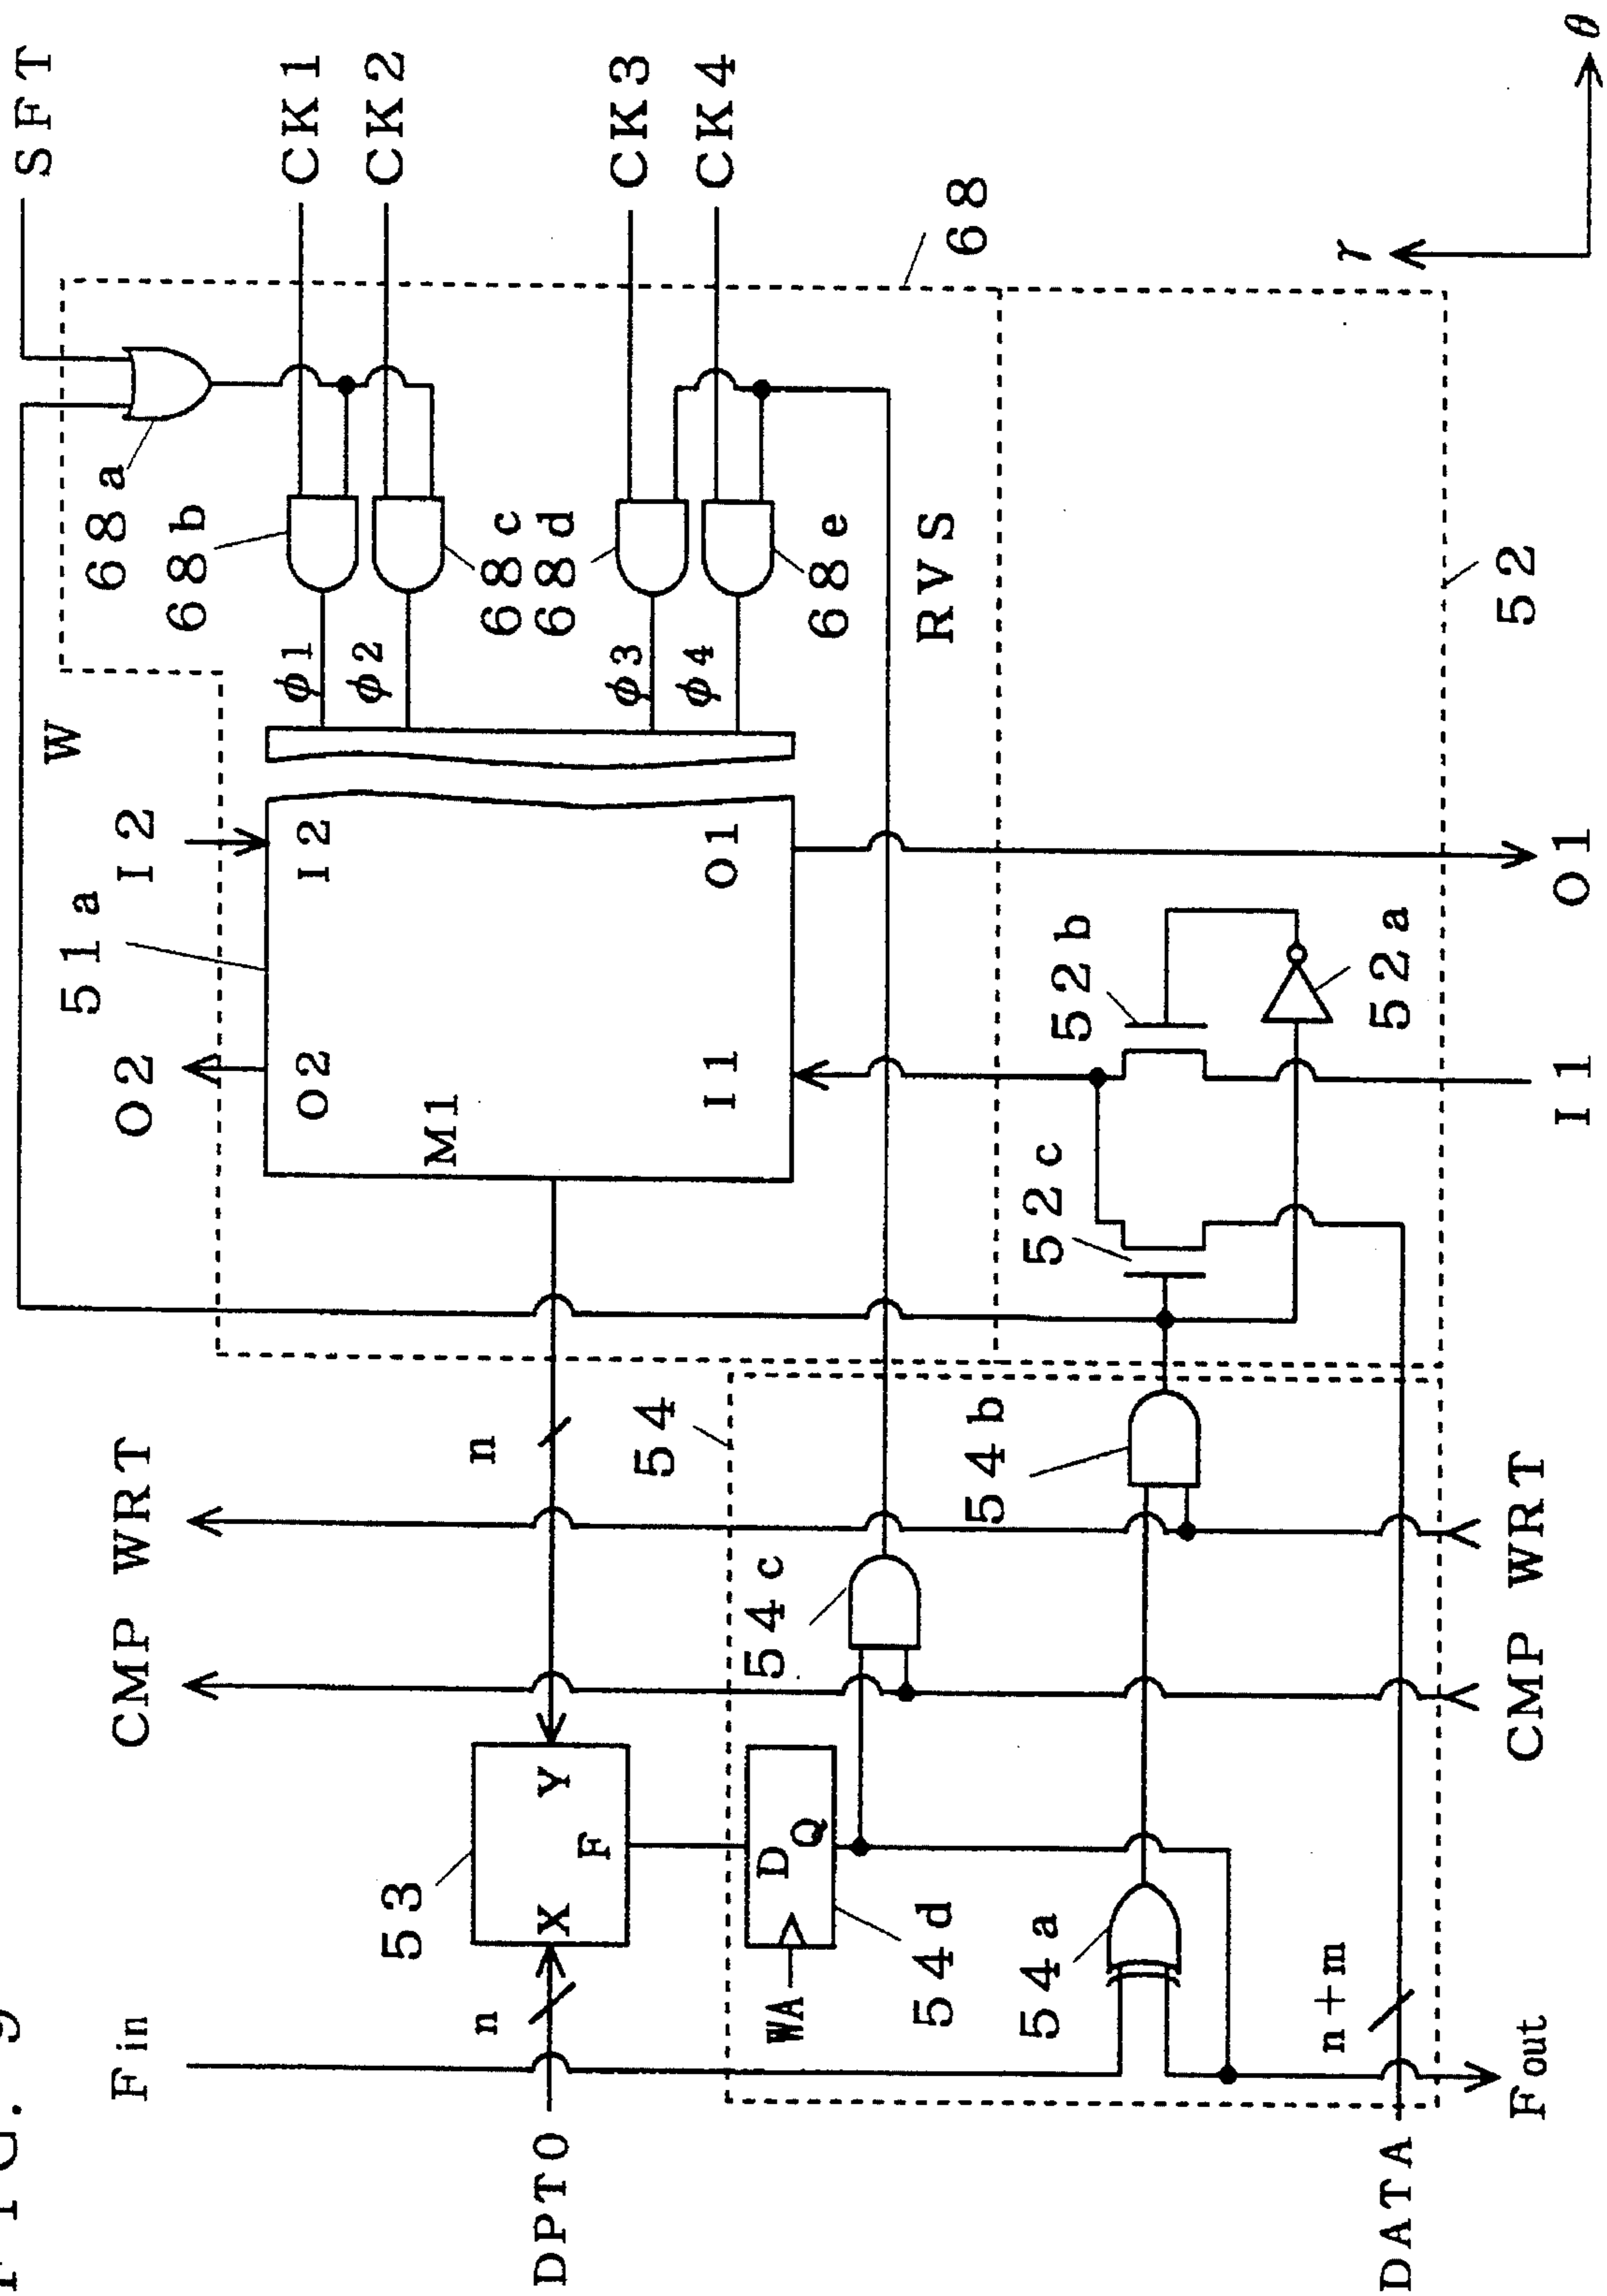 FIG. 9
Fin
CMP WRT
O2
51a
I2
W
SFT
68a
68b
CK1
CK2
CK3
CK4
68c
68d
68e
φ1
φ2
φ3
φ4
DPTO
n
53
X
Y
F
n
M1
O2
I2
I1
O1
RVS
68
WA
D
Q
54d
54
54c
54a
54b
52c
52b
52a
52
γ
θ
DATA
n+m
Fout
CMP WRT
I1
O1